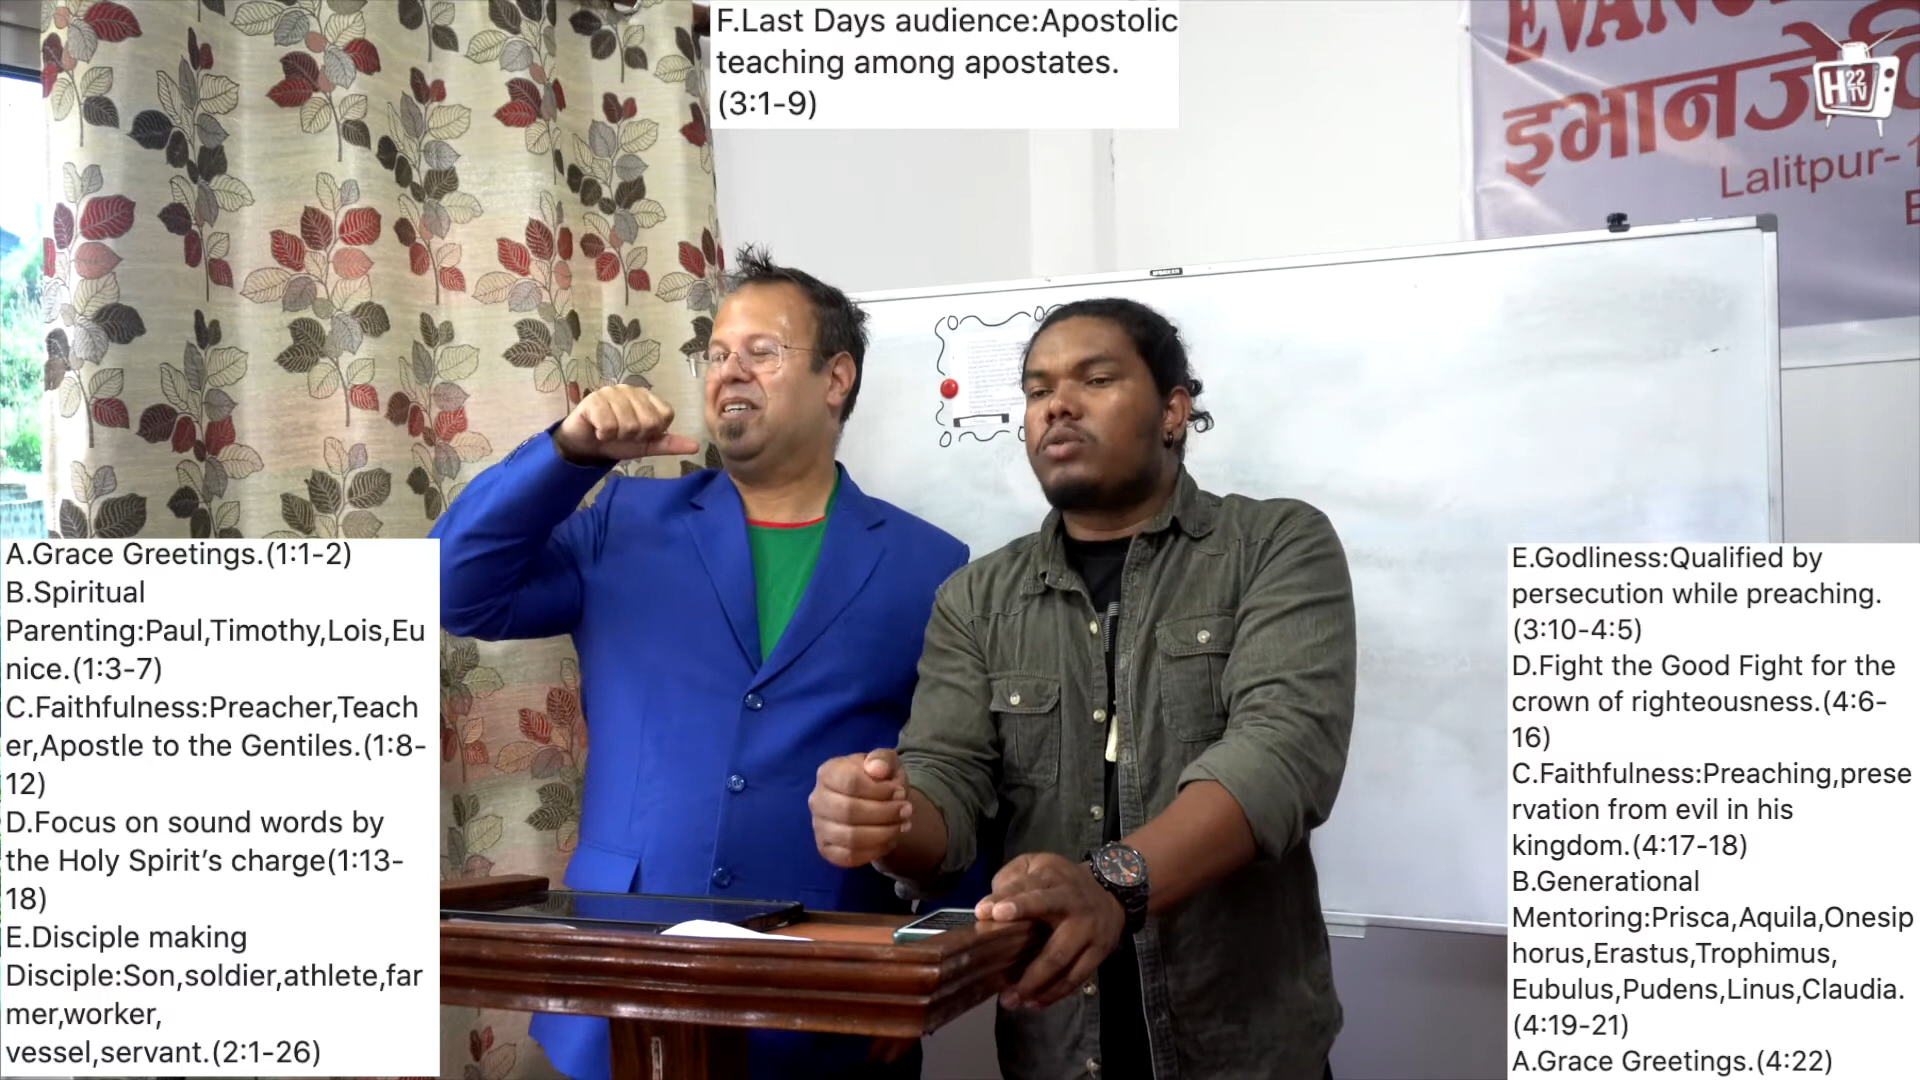 F.Last Days audience:Apostolic
teaching among apostates.
(3:1-9)
इभानजे
Lalitpur-1
H22
TV
A.Grace Greetings.(1:1-2)
B.Spiritual
Parenting:Paul,Timothy,Lois,Eu
nice.(1:3-7)
C.Faithfulness:Preacher,Teach
er,Apostle to the Gentiles.(1:8-
12)
D.Focus on sound words by
the Holy Spirit’s charge(1:13-
18)
E.Disciple making
Disciple:Son,soldier,athlete,far
mer,worker,
vessel,servant.(2:1-26)
E.Godliness:Qualified by
persecution while preaching.
(3:10-4:5)
D.Fight the Good Fight for the
crown of righteousness.(4:6-
16)
C.Faithfulness:Preaching,prese
rvation from evil in his
kingdom.(4:17-18)
B.Generational
Mentoring:Prisca,Aquila,Onesip
horus,Erastus,Trophimus,
Eubulus,Pudens,Linus,Claudia.
(4:19-21)
A.Grace Greetings.(4:22)